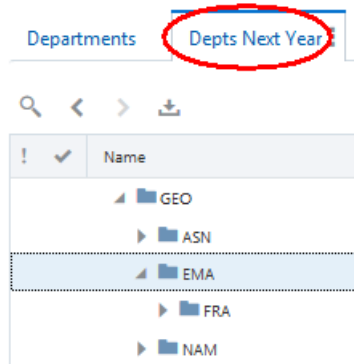 Departments Depts Next Year
! Name
GEO
ASN
EMA
FRA
NAM